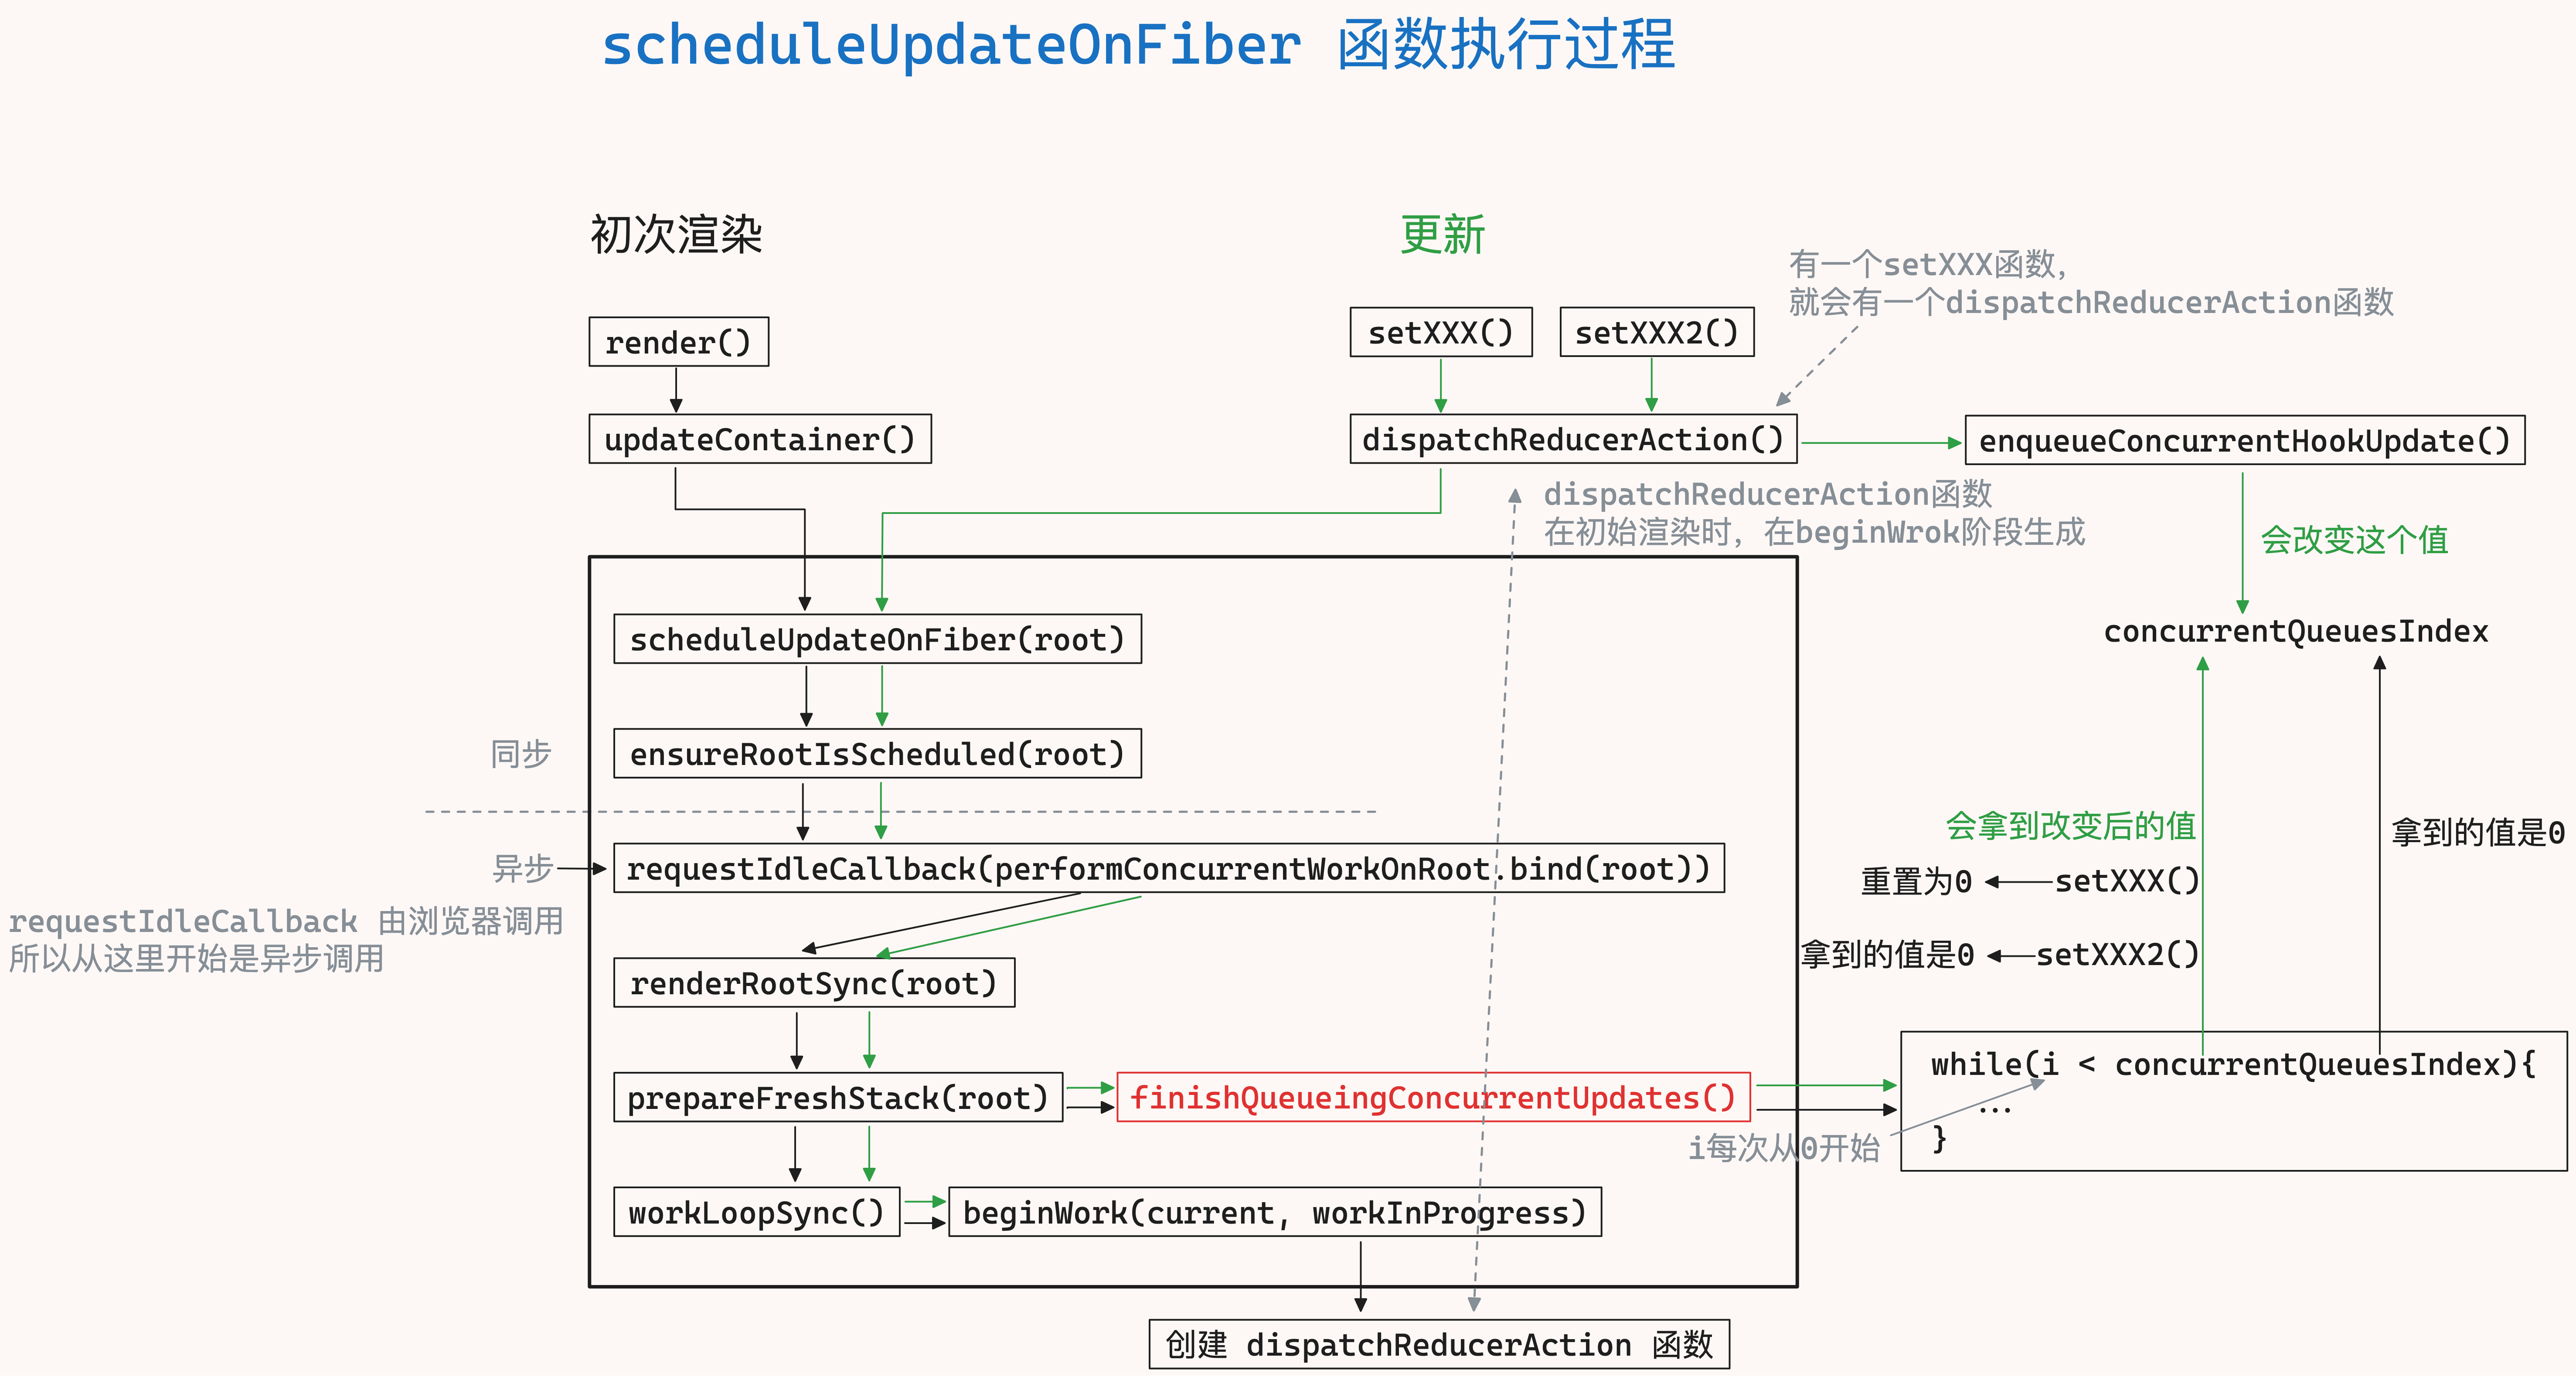 scheduleUpdateOnFiber 函数执行过程
初次渲染
更新
有一个setXXX函数,
就会有一个dispatchReducerAction函数
render()
setXXX()
setXXX2()
updateContainer()
dispatchReducerAction()
enqueueConcurrentHookUpdate()
dispatchReducerAction函数
在初始渲染时, 在beginWrok阶段生成
会改变这个值
scheduleUpdateOnFiber(root)
concurrentQueuesIndex
同步
ensureRootIsScheduled(root)
会拿到改变后的值
拿到的值是0
异步
requestIdleCallback(performConcurrentWorkOnRoot.bind(root))
重置为0
setXXX()
requestIdleCallback 由浏览器调用
所以从这里开始是异步调用
拿到的值是0
setXXX2()
renderRootSync(root)
prepareFreshStack(root)
finishQueueingConcurrentUpdates()
while(i < concurrentQueuesIndex){
...
}
i每次从0开始
workLoopSync()
beginWork(current, workInProgress)
创建 dispatchReducerAction 函数